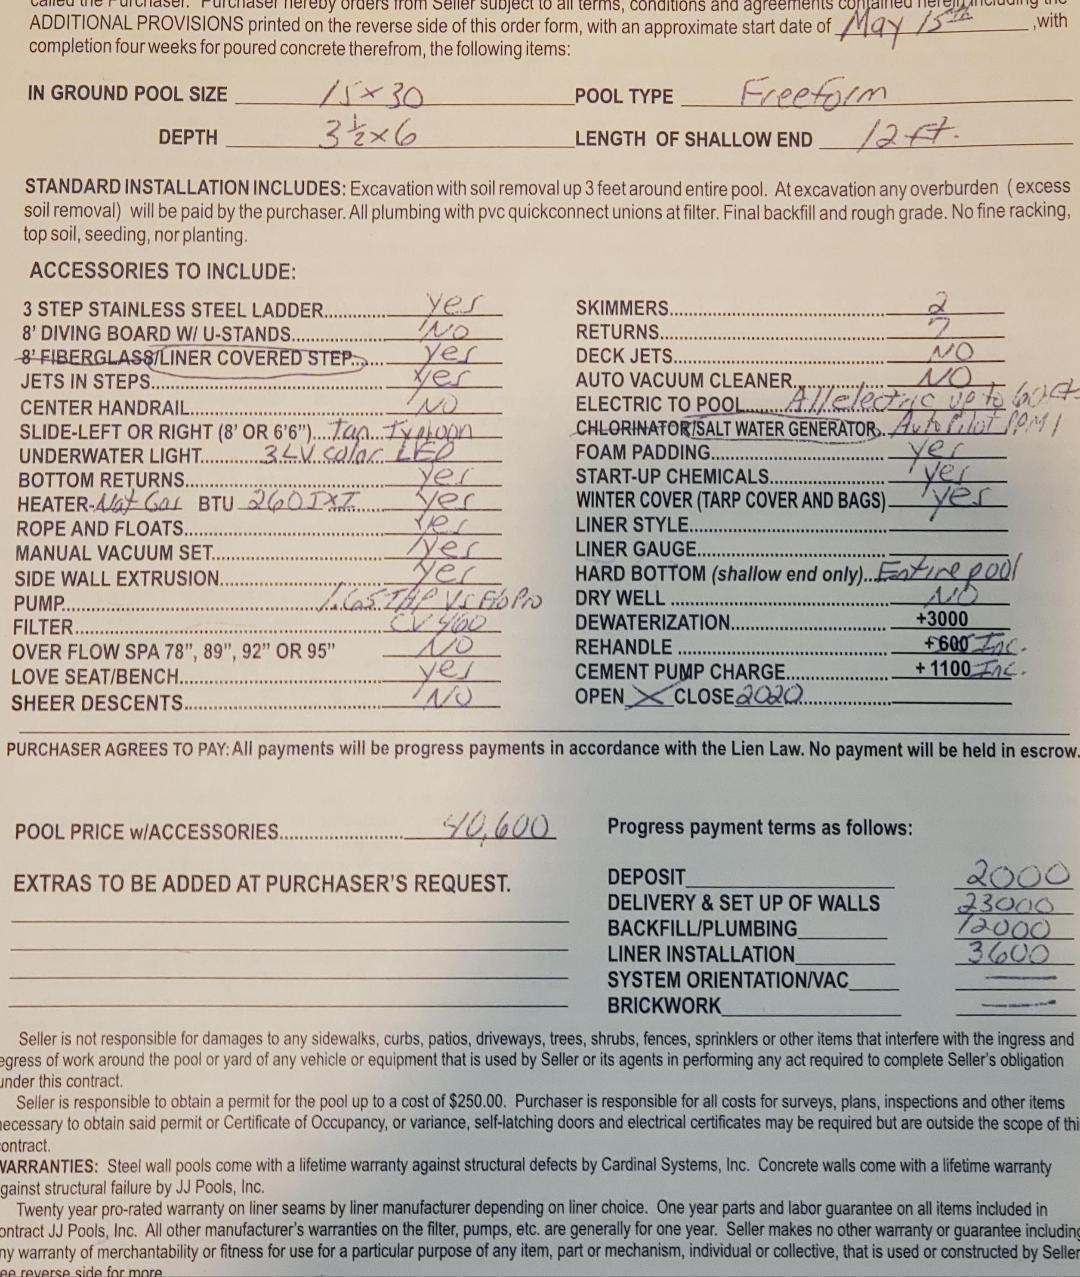 called the Purchaser. Purchaser hereby orders from Seller subject to all terms, conditions and agreements contained herein, including the
ADDITIONAL PROVISIONS printed on the reverse side of this order form, with an approximate start date of May 15th ,with
completion four weeks for poured concrete therefrom, the following items:
IN GROUND POOL SIZE 15x30 POOL TYPE Freeform
DEPTH 3 1/2 x 6 LENGTH OF SHALLOW END 12 ft.
STANDARD INSTALLATION INCLUDES: Excavation with soil removal up 3 feet around entire pool. At excavation any overburden (excess
soil removal) will be paid by the purchaser. All plumbing with pvc quickconnect unions at filter. Final backfill and rough grade. No fine racking,
top soil, seeding, nor planting.
ACCESSORIES TO INCLUDE:
3 STEP STAINLESS STEEL LADDER............ yes
8' DIVING BOARD W/ U-STANDS............ NO
8' FIBERGLASS/LINER COVERED STEP........ yes
JETS IN STEPS............ yes
CENTER HANDRAIL............ NO
SLIDE-LEFT OR RIGHT (8' OR 6'6")...Tan Typhoon
UNDERWATER LIGHT........ color LED
BOTTOM RETURNS............ yes
HEATER-Nat Gas BTU 260 yes
ROPE AND FLOATS............ yes
MANUAL VACUUM SET............ yes
SIDE WALL EXTRUSION............ yes
PUMP............ 1.65 THP VS Flo Pro
FILTER............ CV 460
OVER FLOW SPA 78", 89", 92" OR 95" NO
LOVE SEAT/BENCH............ yes
SHEER DESCENTS............ NO
SKIMMERS............ 2
RETURNS............
DECK JETS............ NO
AUTO VACUUM CLEANER............ NO
ELECTRIC TO POOL........ All electric up to 60 ft
CHLORINATOR/SALT WATER GENERATOR.. Auto Pilot
FOAM PADDING............ yes
START-UP CHEMICALS............ yes
WINTER COVER (TARP COVER AND BAGS) yes
LINER STYLE............
LINER GAUGE............
HARD BOTTOM (shallow end only)...Entire pool
DRY WELL ............ NO
DEWATERIZATION............ +3000
REHANDLE ............ +600 Inc.
CEMENT PUMP CHARGE............ +1100 Inc.
OPEN X CLOSE 2020............
PURCHASER AGREES TO PAY: All payments will be progress payments in accordance with the Lien Law. No payment will be held in escrow.
POOL PRICE w/ACCESSORIES............ 40,600
EXTRAS TO BE ADDED AT PURCHASER'S REQUEST.
Progress payment terms as follows:
DEPOSIT 2000
DELIVERY & SET UP OF WALLS 23000
BACKFILL/PLUMBING 12000
LINER INSTALLATION 3600
SYSTEM ORIENTATION/VAC —
BRICKWORK —
Seller is not responsible for damages to any sidewalks, curbs, patios, driveways, trees, shrubs, fences, sprinklers or other items that interfere with the ingress and
egress of work around the pool or yard of any vehicle or equipment that is used by Seller or its agents in performing any act required to complete Seller's obligation
under this contract.
Seller is responsible to obtain a permit for the pool up to a cost of $250.00. Purchaser is responsible for all costs for surveys, plans, inspections and other items
necessary to obtain said permit or Certificate of Occupancy, or variance, self-latching doors and electrical certificates may be required but are outside the scope of thi
ontract.
WARRANTIES: Steel wall pools come with a lifetime warranty against structural defects by Cardinal Systems, Inc. Concrete walls come with a lifetime warranty
gainst structural failure by JJ Pools, Inc.
Twenty year pro-rated warranty on liner seams by liner manufacturer depending on liner choice. One year parts and labor guarantee on all items included in
ontract JJ Pools, Inc. All other manufacturer's warranties on the filter, pumps, etc. are generally for one year. Seller makes no other warranty or guarantee including
ny warranty of merchantability or fitness for use for a particular purpose of any item, part or mechanism, individual or collective, that is used or constructed by Seller
ee reverse side for more